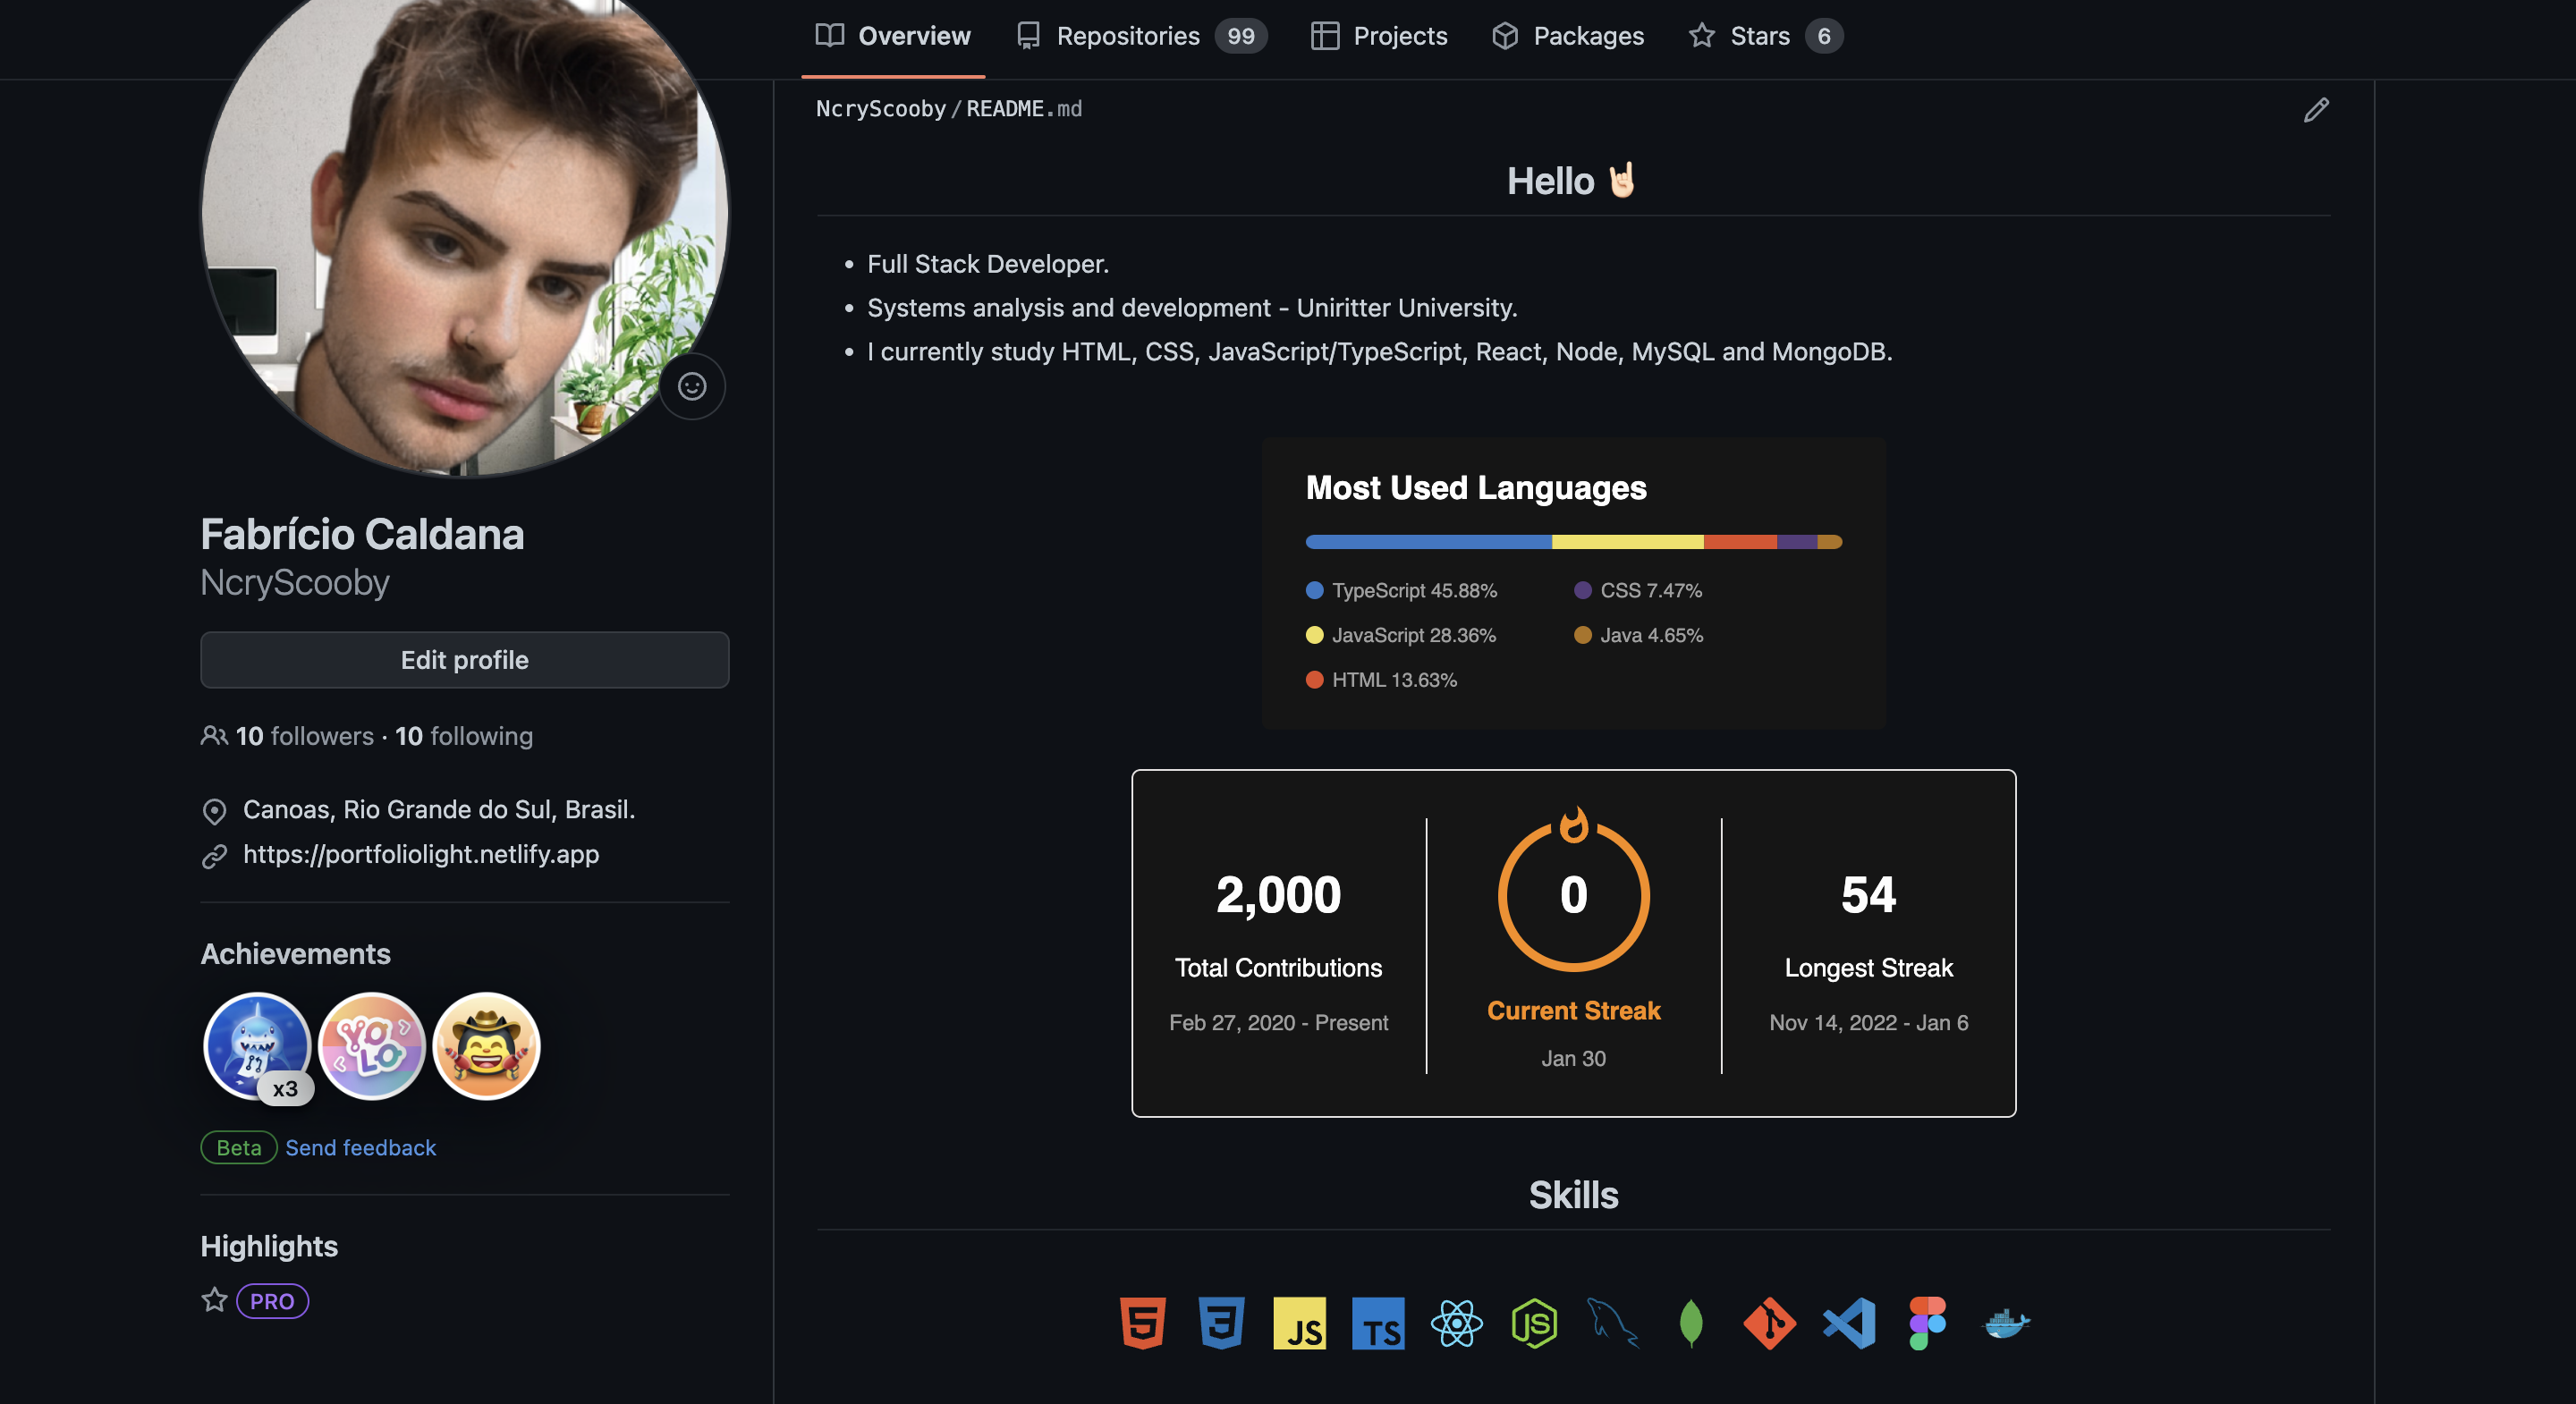 Overview
Repositories 99
Projects
Packages
Stars 6
NcryScooby/README.md
Hello 🤘🏻
Full Stack Developer.
Systems analysis and development - Uniritter University.
I currently study HTML, CSS, JavaScript/TypeScript, React, Node, MySQL and MongoDB.
Most Used Languages
TypeScript 45.88%
JavaScript 28.36%
HTML 13.63%
CSS 7.47%
Java 4.65%
2,000
Total Contributions
Feb 27, 2020 - Present
0
Current Streak
Jan 30
54
Longest Streak
Nov 14, 2022 - Jan 6
Skills
JS
TS
JS
Fabrício Caldana
NcryScooby
Edit profile
10 followers · 10 following
Canoas, Rio Grande do Sul, Brasil.
https://portfoliolight.netlify.app
Achievements
x3
YOLO
Beta Send feedback
Highlights
PRO